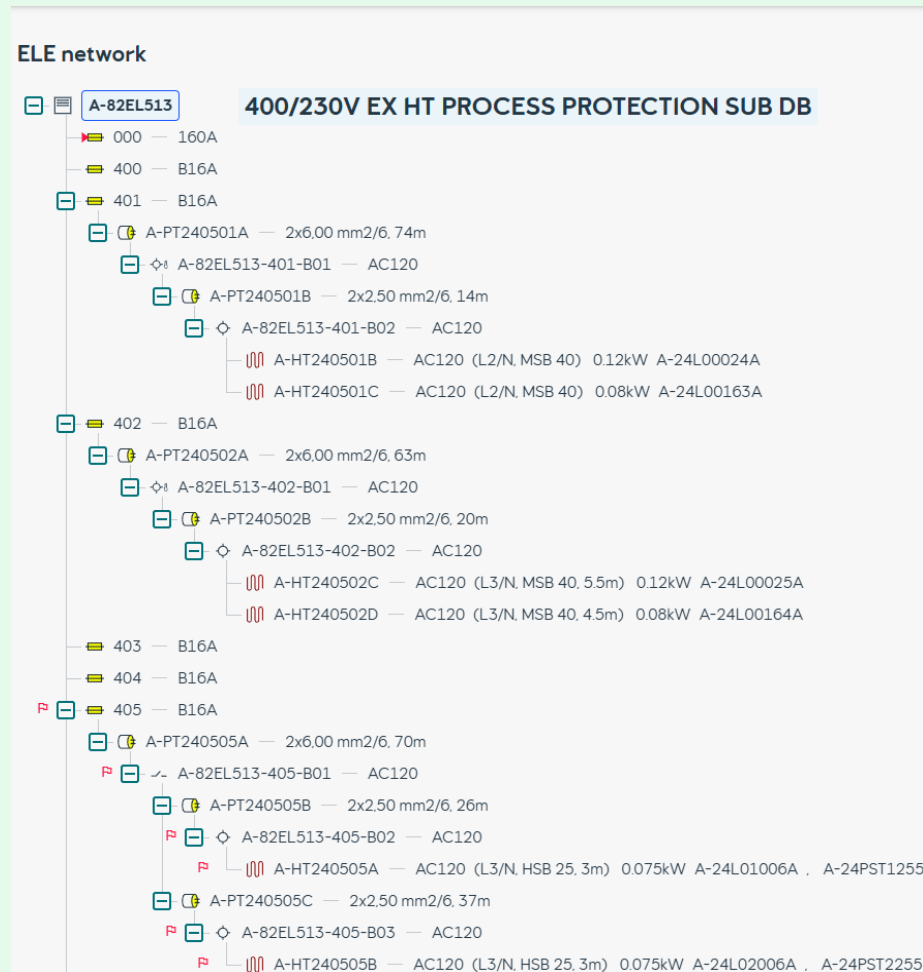 ELE network
A-82EL513 400/230V EX HT PROCESS PROTECTION SUB DB
000 — 160A
400 — B16A
401 — B16A
A-PT240501A — 2x6,00 mm2/6, 74m
A-82EL513-401-B01 — AC120
A-PT240501B — 2x2,50 mm2/6, 14m
A-82EL513-401-B02 — AC120
A-HT240501B — AC120 (L2/N, MSB 40) 0.12kW A-24L00024A
A-HT240501C — AC120 (L2/N, MSB 40) 0.08kW A-24L00163A
402 — B16A
A-PT240502A — 2x6,00 mm2/6, 63m
A-82EL513-402-B01 — AC120
A-PT240502B — 2x2,50 mm2/6, 20m
A-82EL513-402-B02 — AC120
A-HT240502C — AC120 (L3/N, MSB 40, 5.5m) 0.12kW A-24L00025A
A-HT240502D — AC120 (L3/N, MSB 40, 4.5m) 0.08kW A-24L00164A
403 — B16A
404 — B16A
405 — B16A
A-PT240505A — 2x6,00 mm2/6, 70m
A-82EL513-405-B01 — AC120
A-PT240505B — 2x2,50 mm2/6, 26m
A-82EL513-405-B02 — AC120
A-HT240505A — AC120 (L3/N, HSB 25, 3m) 0.075kW A-24L01006A , A-24PST1255
A-PT240505C — 2x2,50 mm2/6, 37m
A-82EL513-405-B03 — AC120
A-HT240505B — AC120 (L3/N, HSB 25, 3m) 0.075kW A-24L02006A , A-24PST2255